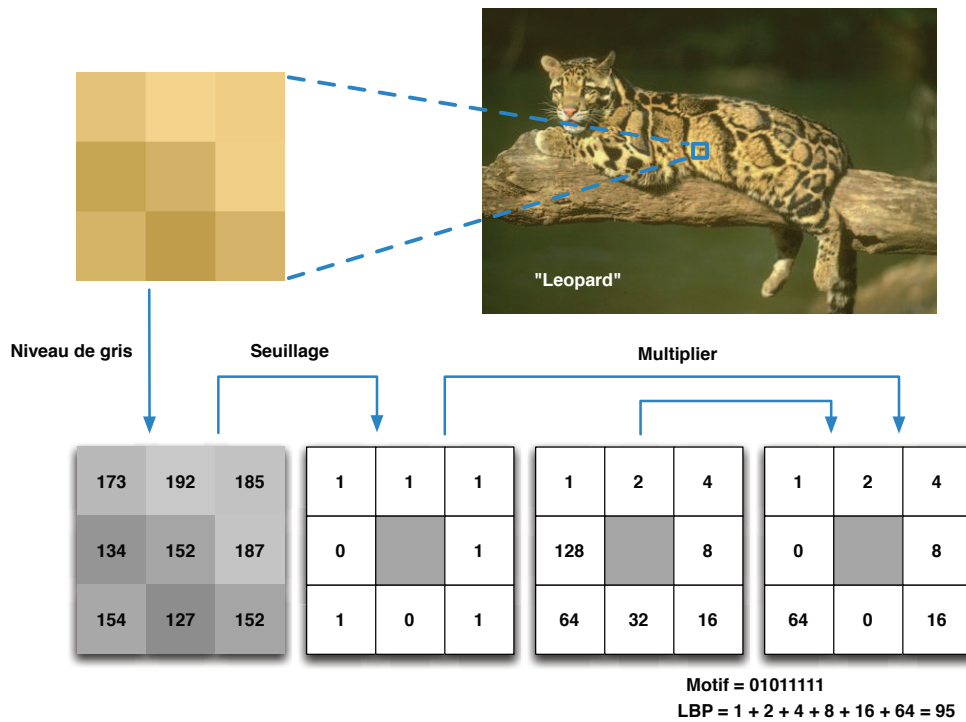 "Leopard"
Niveau de gris
Seuillage
Multiplier
173 192 185
134 152 187
154 127 152
1 1 1
0 1
1 0 1
1 2 4
128 8
64 32 16
1 2 4
0 8
64 0 16
Motif = 01011111
LBP = 1 + 2 + 4 + 8 + 16 + 64 = 95